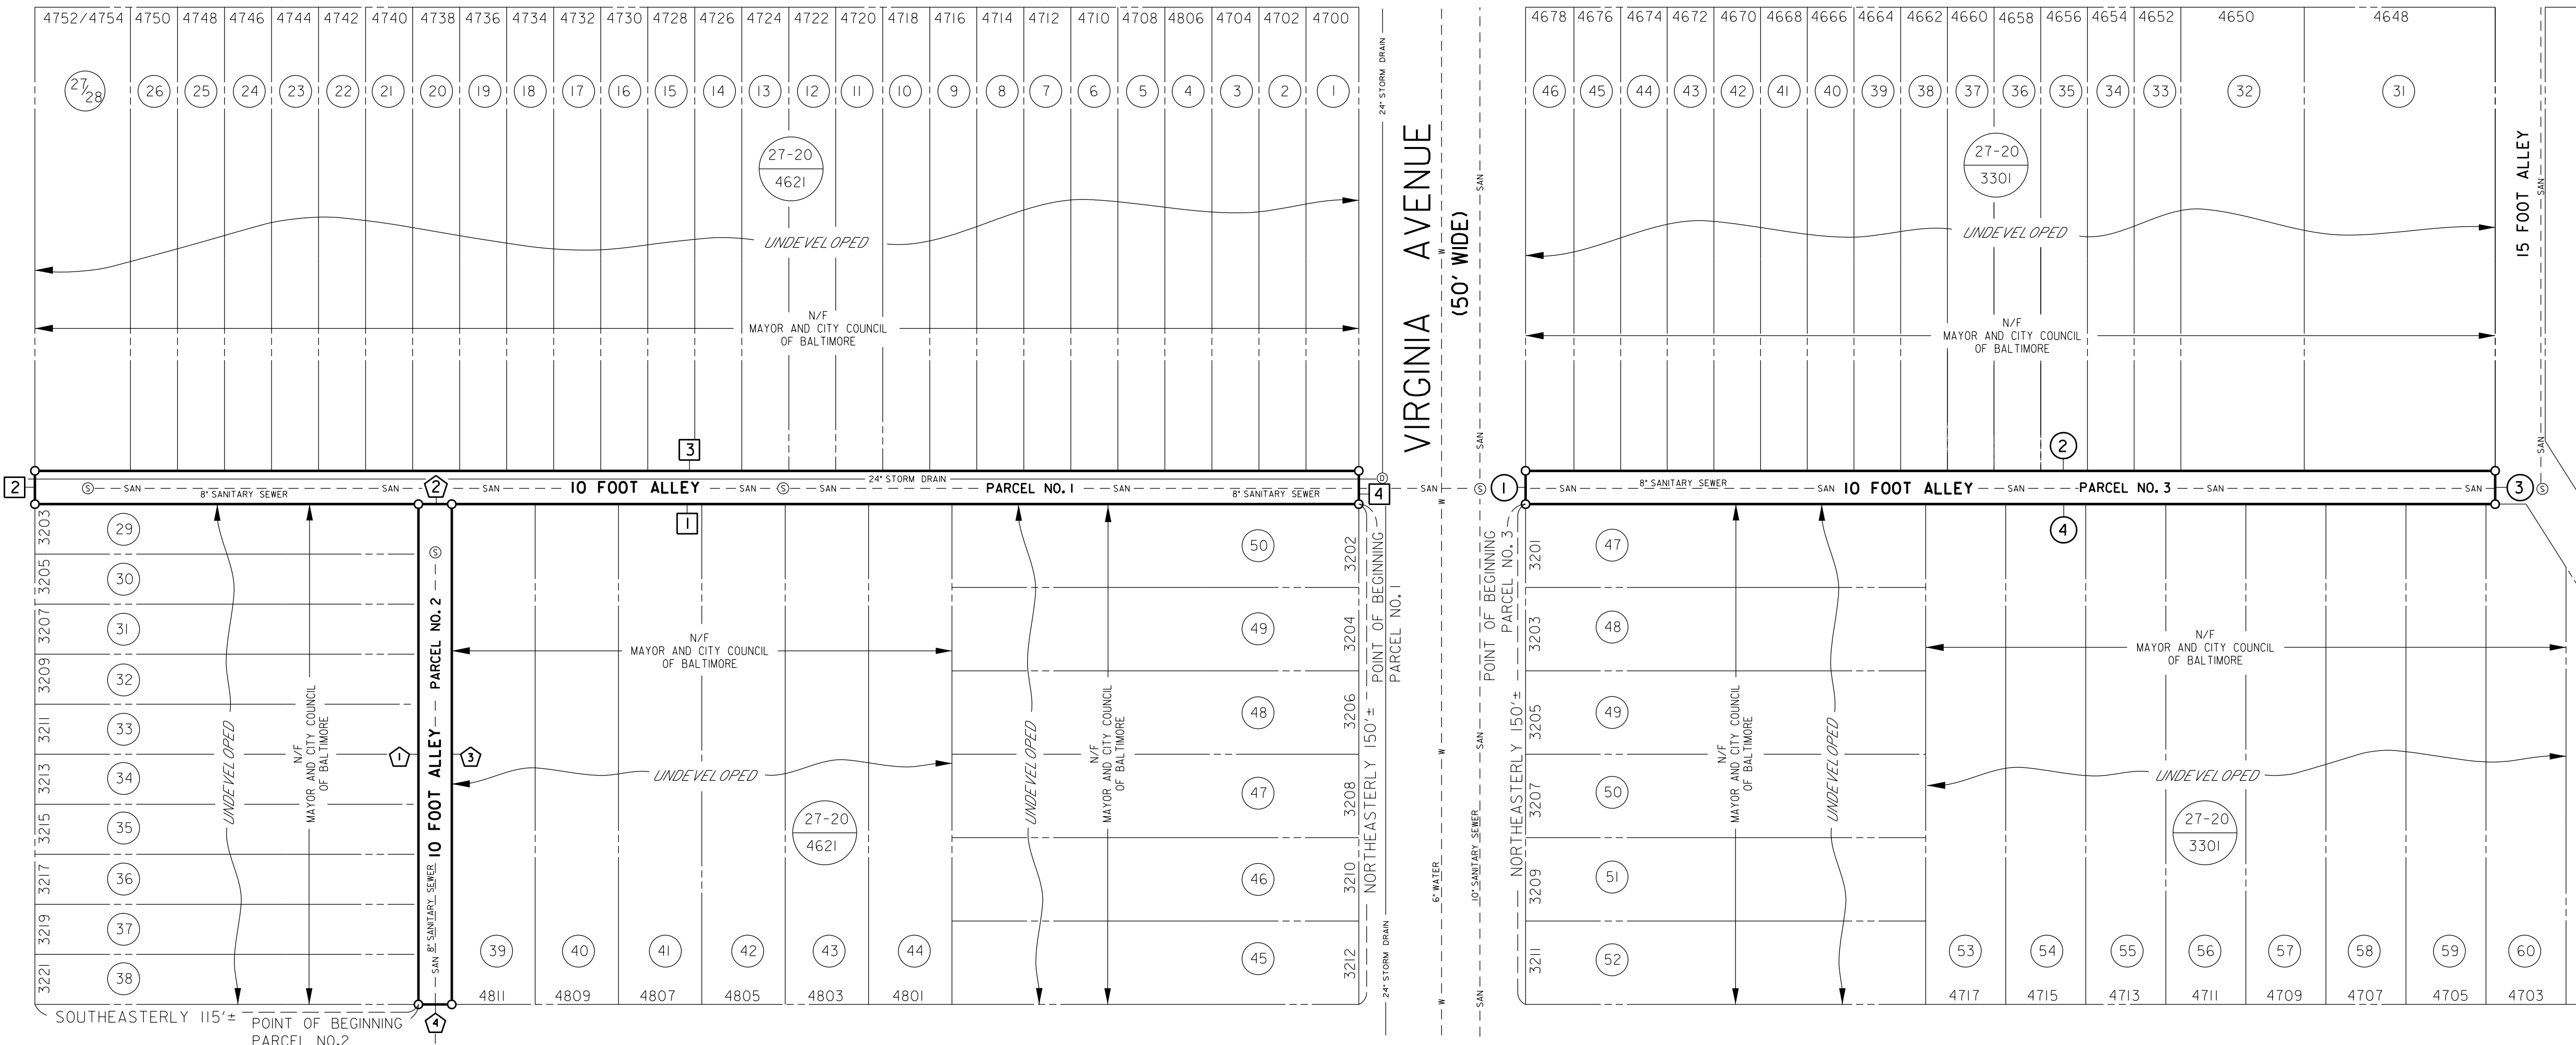 4752/4754 4750 4748 4746 4744 4742 4740 4738 4736 4734 4732 4730 4728 4726 4724 4722 4720 4718 4716 4714 4712 4710 4708 4806 4704 4702 4700
27/28 26 25 24 23 22 21 20 19 18 17 16 15 14 13 12 11 10 9 8 7 6 5 4 3 2 1
27-20
4621
UNDEVELOPED
N/F
MAYOR AND CITY COUNCIL
OF BALTIMORE
3
2
S SAN SAN 2 SAN 10 FOOT ALLEY SAN S SAN PARCEL NO. 1 SAN
8" SANITARY SEWER
24" STORM DRAIN
8" SANITARY SEWER
4
1
24" STORM DRAIN
D
VIRGINIA AVENUE
(50' WIDE)
W
SAN
SAN
SAN
S
4678 4676 4674 4672 4670 4668 4666 4664 4662 4660 4658 4656 4654 4652 4650 4648
46 45 44 43 42 41 40 39 38 37 36 35 34 33 32 31
27-20
3301
UNDEVELOPED
N/F
MAYOR AND CITY COUNCIL
OF BALTIMORE
15 FOOT ALLEY
SAN
SAN
2
1
SAN 8" SANITARY SEWER SAN 10 FOOT ALLEY SAN PARCEL NO. 3 SAN SAN
3
S
4
3203 29
3205 30
3207 31
3209 32
3211 33
3213 34
3215 35
3217 36
3219 37
3221 38
UNDEVELOPED
N/F
MAYOR AND CITY COUNCIL
OF BALTIMORE
1
S
PARCEL NO. 2
10 FOOT ALLEY
8" SANITARY SEWER
SAN
3
4
SOUTHEASTERLY 115'±
POINT OF BEGINNING
PARCEL NO.2
N/F
MAYOR AND CITY COUNCIL
OF BALTIMORE
UNDEVELOPED
27-20
4621
39 40 41 42 43 44
4811 4809 4807 4805 4803 4801
UNDEVELOPED
N/F
MAYOR AND CITY COUNCIL
OF BALTIMORE
50 3202
49 3204
48 3206
47 3208
46 3210
45 3212
POINT OF BEGINNING
PARCEL NO. 1
NORTHEASTERLY 150'±
24" STORM DRAIN
W
W
6" WATER
W
SAN
10" SANITARY SEWER
SAN
POINT OF BEGINNING
PARCEL NO. 3
NORTHEASTERLY 150'±
3201 47
3203 48
3205 49
3207 50
3209 51
3211 52
N/F
MAYOR AND CITY COUNCIL
OF BALTIMORE
UNDEVELOPED
N/F
MAYOR AND CITY COUNCIL
OF BALTIMORE
UNDEVELOPED
27-20
3301
53 54 55 56 57 58 59 60
4717 4715 4713 4711 4709 4707 4705 4703